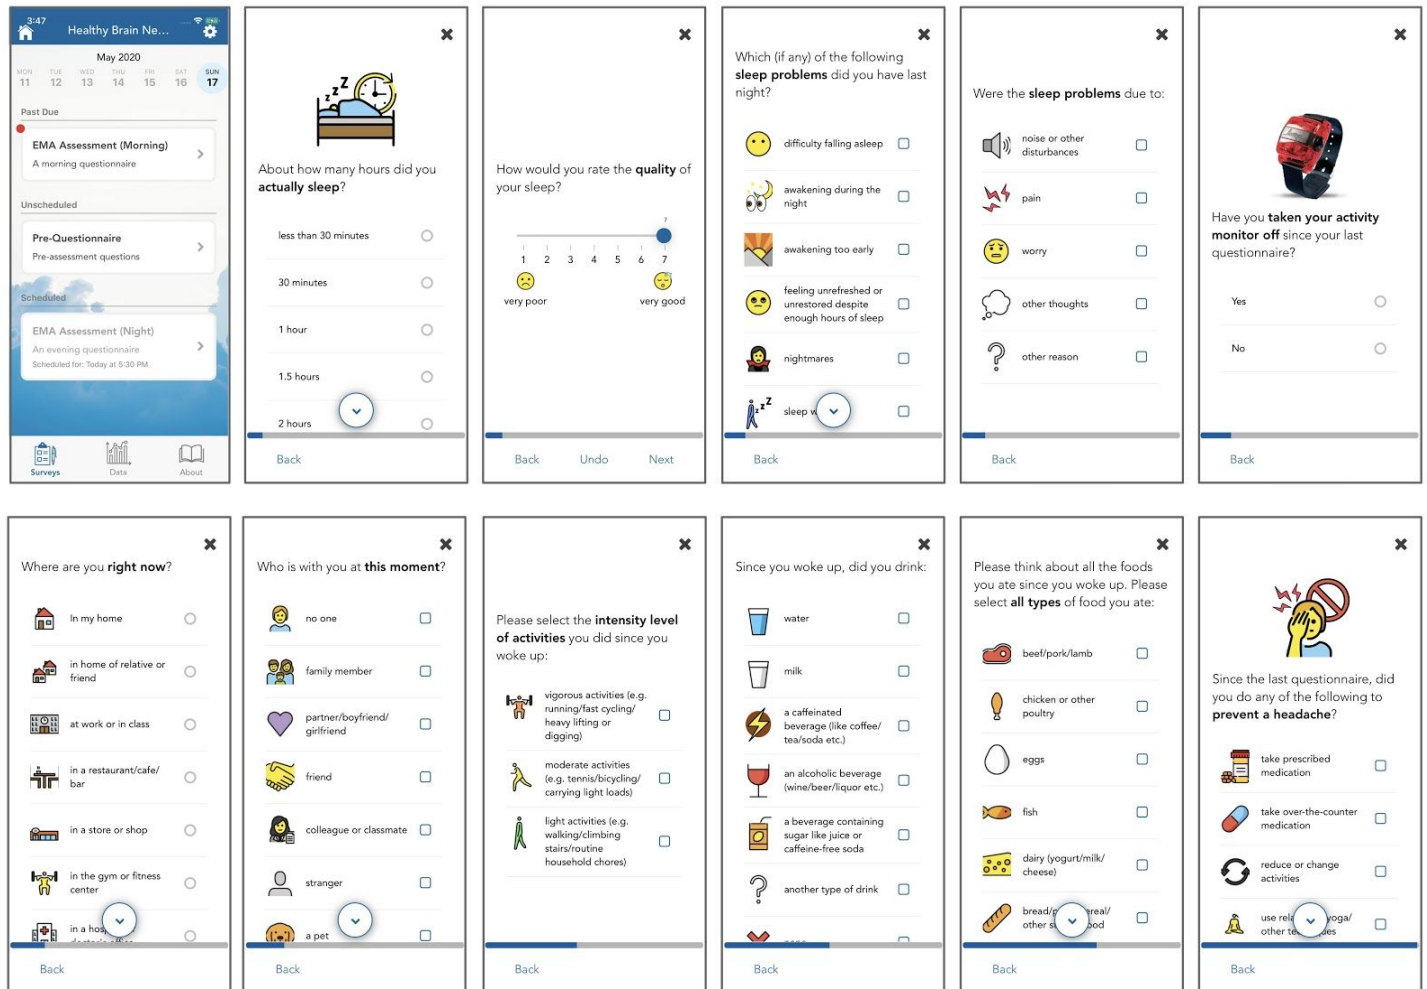 3:47
Healthy Brain Ne...
May 2020
MON TUE WED THU FRI SAT SUN
11 12 13 14 15 16 17
Past Due
EMA Assessment (Morning)
A morning questionnaire
Unscheduled
Pre-Questionnaire
Pre-assessment questions
Scheduled
EMA Assessment (Night)
An evening questionnaire
Scheduled for: Today at 5:30 PM
Surveys Data About
About how many hours did you
actually sleep?
less than 30 minutes
30 minutes
1 hour
1.5 hours
2 hours
Back
How would you rate the quality of
your sleep?
7
1 2 3 4 5 6 7
very poor very good
Back Undo Next
Which (if any) of the following
sleep problems did you have last
night?
difficulty falling asleep
awakening during the
night
awakening too early
feeling unrefreshed or
unrestored despite
enough hours of sleep
nightmares
sleep
Back
Were the sleep problems due to:
noise or other
disturbances
pain
worry
other thoughts
other reason
Back
Have you taken your activity
monitor off since your last
questionnaire?
Yes
No
Back
Where are you right now?
In my home
in home of relative or
friend
at work or in class
in a restaurant/cafe/
bar
in a store or shop
in the gym or fitness
center
in a
Back
Who is with you at this moment?
no one
family member
partner/boyfriend/
girlfriend
friend
colleague or classmate
stranger
a pet
Back
Please select the intensity level
of activities you did since you
woke up:
vigorous activities (e.g.
running/fast cycling/
heavy lifting or
digging)
moderate activities
(e.g. tennis/bicycling/
carrying light loads)
light activities (e.g.
walking/climbing
stairs/routine
household chores)
Back
Since you woke up, did you drink:
water
milk
a caffeinated
beverage (like coffee/
tea/soda etc.)
an alcoholic beverage
(wine/beer/liquor etc.)
a beverage containing
sugar like juice or
caffeine-free soda
another type of drink
Back
Please think about all the foods
you ate since you woke up. Please
select all types of food you ate:
beef/pork/lamb
chicken or other
poultry
eggs
fish
dairy (yogurt/milk/
cheese)
bread/
other
Back
Since the last questionnaire, did
you do any of the following to
prevent a headache?
take prescribed
medication
take over-the-counter
medication
reduce or change
activities
use
other
Back